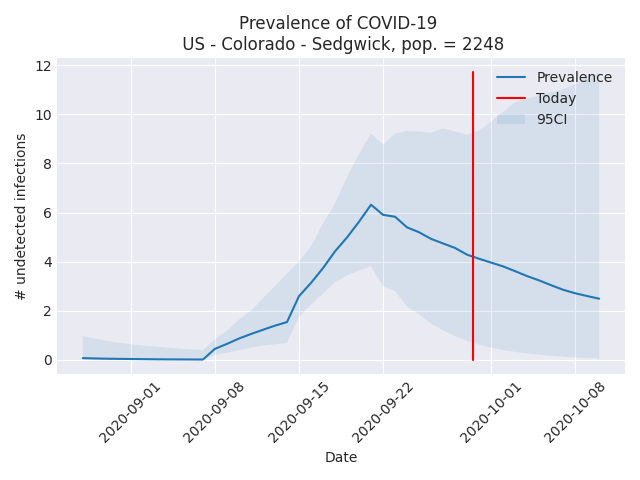 Prevalence of COVID-19
US - Colorado - Sedgwick, pop. = 2248
12
10
8
6
4
2
0
# undetected infections
Prevalence
Today
95CI
2020-09-01
2020-09-08
2020-09-15
2020-09-22
2020-10-01
2020-10-08
Date